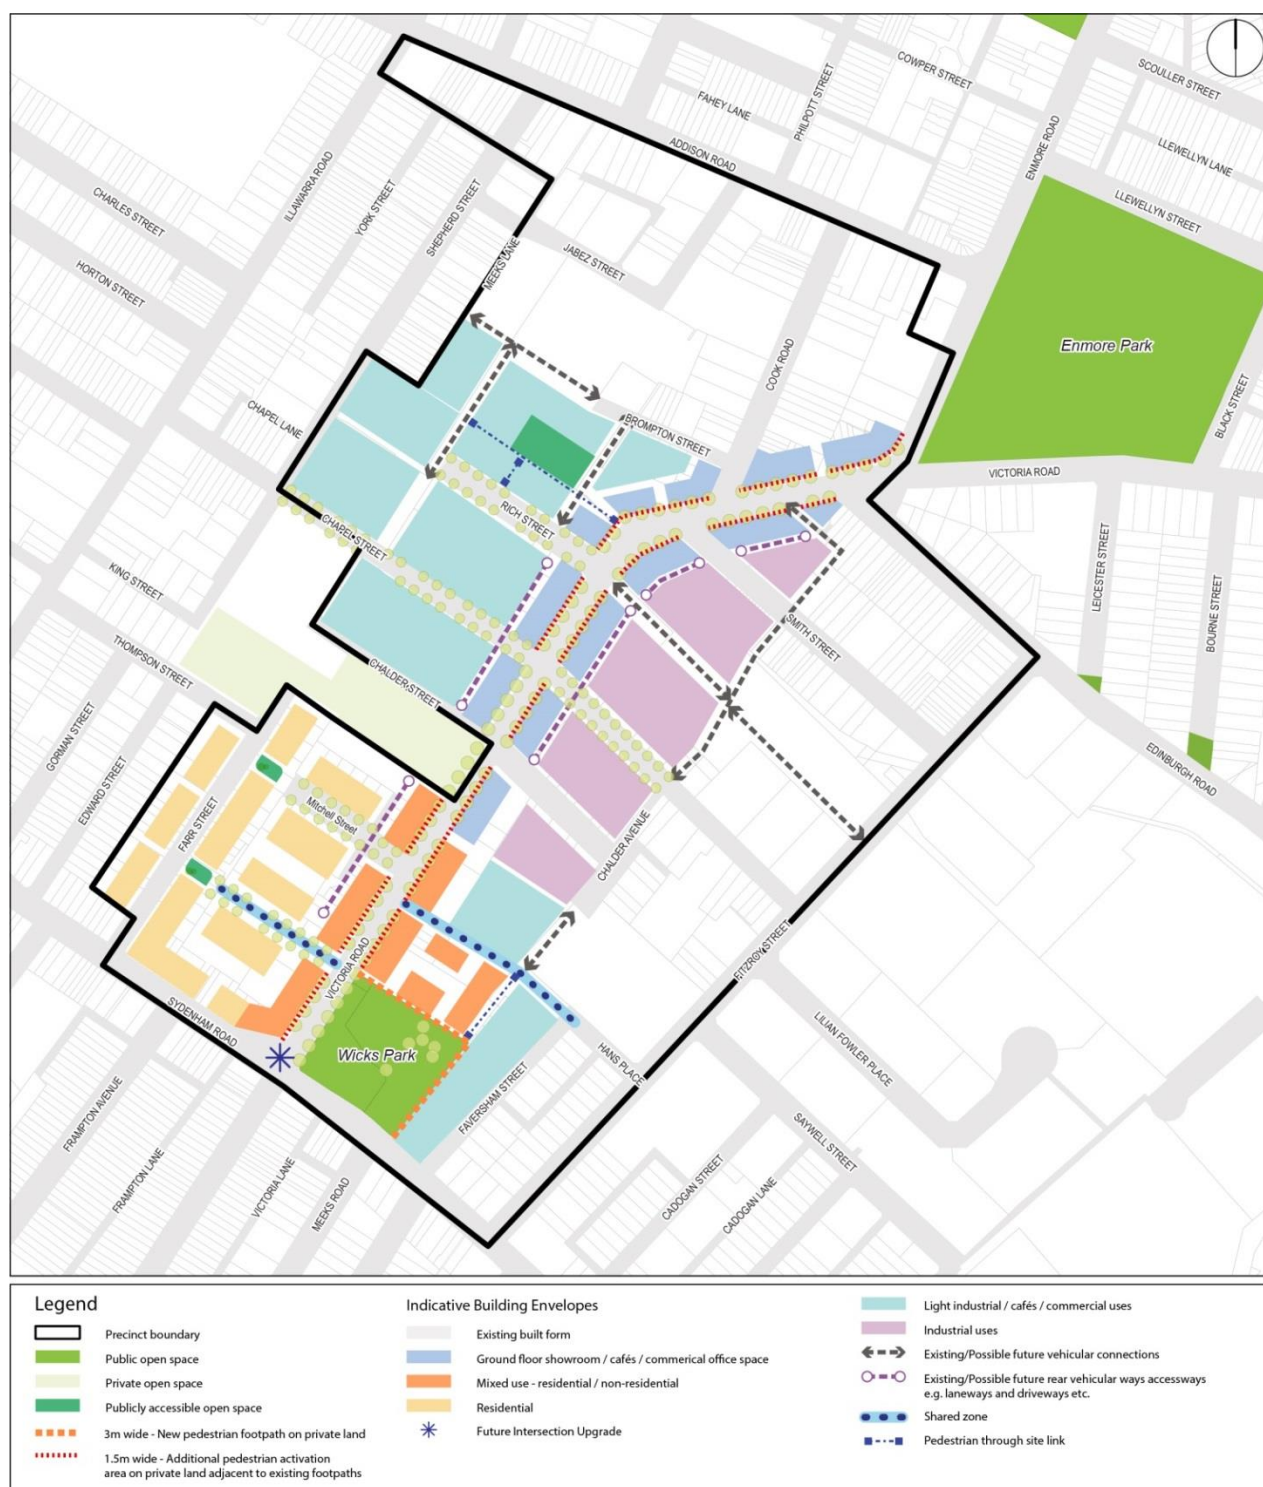 COWPER STREET
SCOULLER STREET
FAHEY LANE
PHILPOTT STREET
ENMORE ROAD
LLEWELLYN LANE
ADDISON ROAD
LLEWELLYN STREET
CHARLES STREET
ILLAWARRA ROAD
YORK STREET
SHEPHERD STREET
MEEKS LANE
JABEZ STREET
HORTON STREET
Enmore Park
COOK ROAD
BLACK STREET
CHAPEL LANE
BROMPTON STREET
VICTORIA ROAD
RICH STREET
CHAPEL STREET
KING STREET
LEICESTER STREET
BOURNE STREET
THOMPSON STREET
SMITH STREET
CHALDER STREET
GORMAN STREET
EDWARD STREET
EDINBURGH ROAD
FARR STREET
Mitchell Street
CHALDER AVENUE
VICTORIA ROAD
FITZROY STREET
SYDENHAM ROAD
Wicks Park
HANS PLACE
LILIAN FOWLER PLACE
FAVERSHAM STREET
FRAMPTON AVENUE
FRAMPTON LANE
VICTORIA LANE
MEEKS ROAD
SAYWELL STREET
CADOGAN STREET
CADOGAN LANE
Legend
Precinct boundary
Public open space
Private open space
Publicly accessible open space
3m wide - New pedestrian footpath on private land
1.5m wide - Additional pedestrian activation
area on private land adjacent to existing footpaths
Indicative Building Envelopes
Existing built form
Ground floor showroom / cafés / commerical office space
Mixed use - residential / non-residential
Residential
Future Intersection Upgrade
Light industrial / cafés / commercial uses
Industrial uses
Existing/Possible future vehicular connections
Existing/Possible future rear vehicular ways accessways
e.g. laneways and driveways etc.
Shared zone
Pedestrian through site link